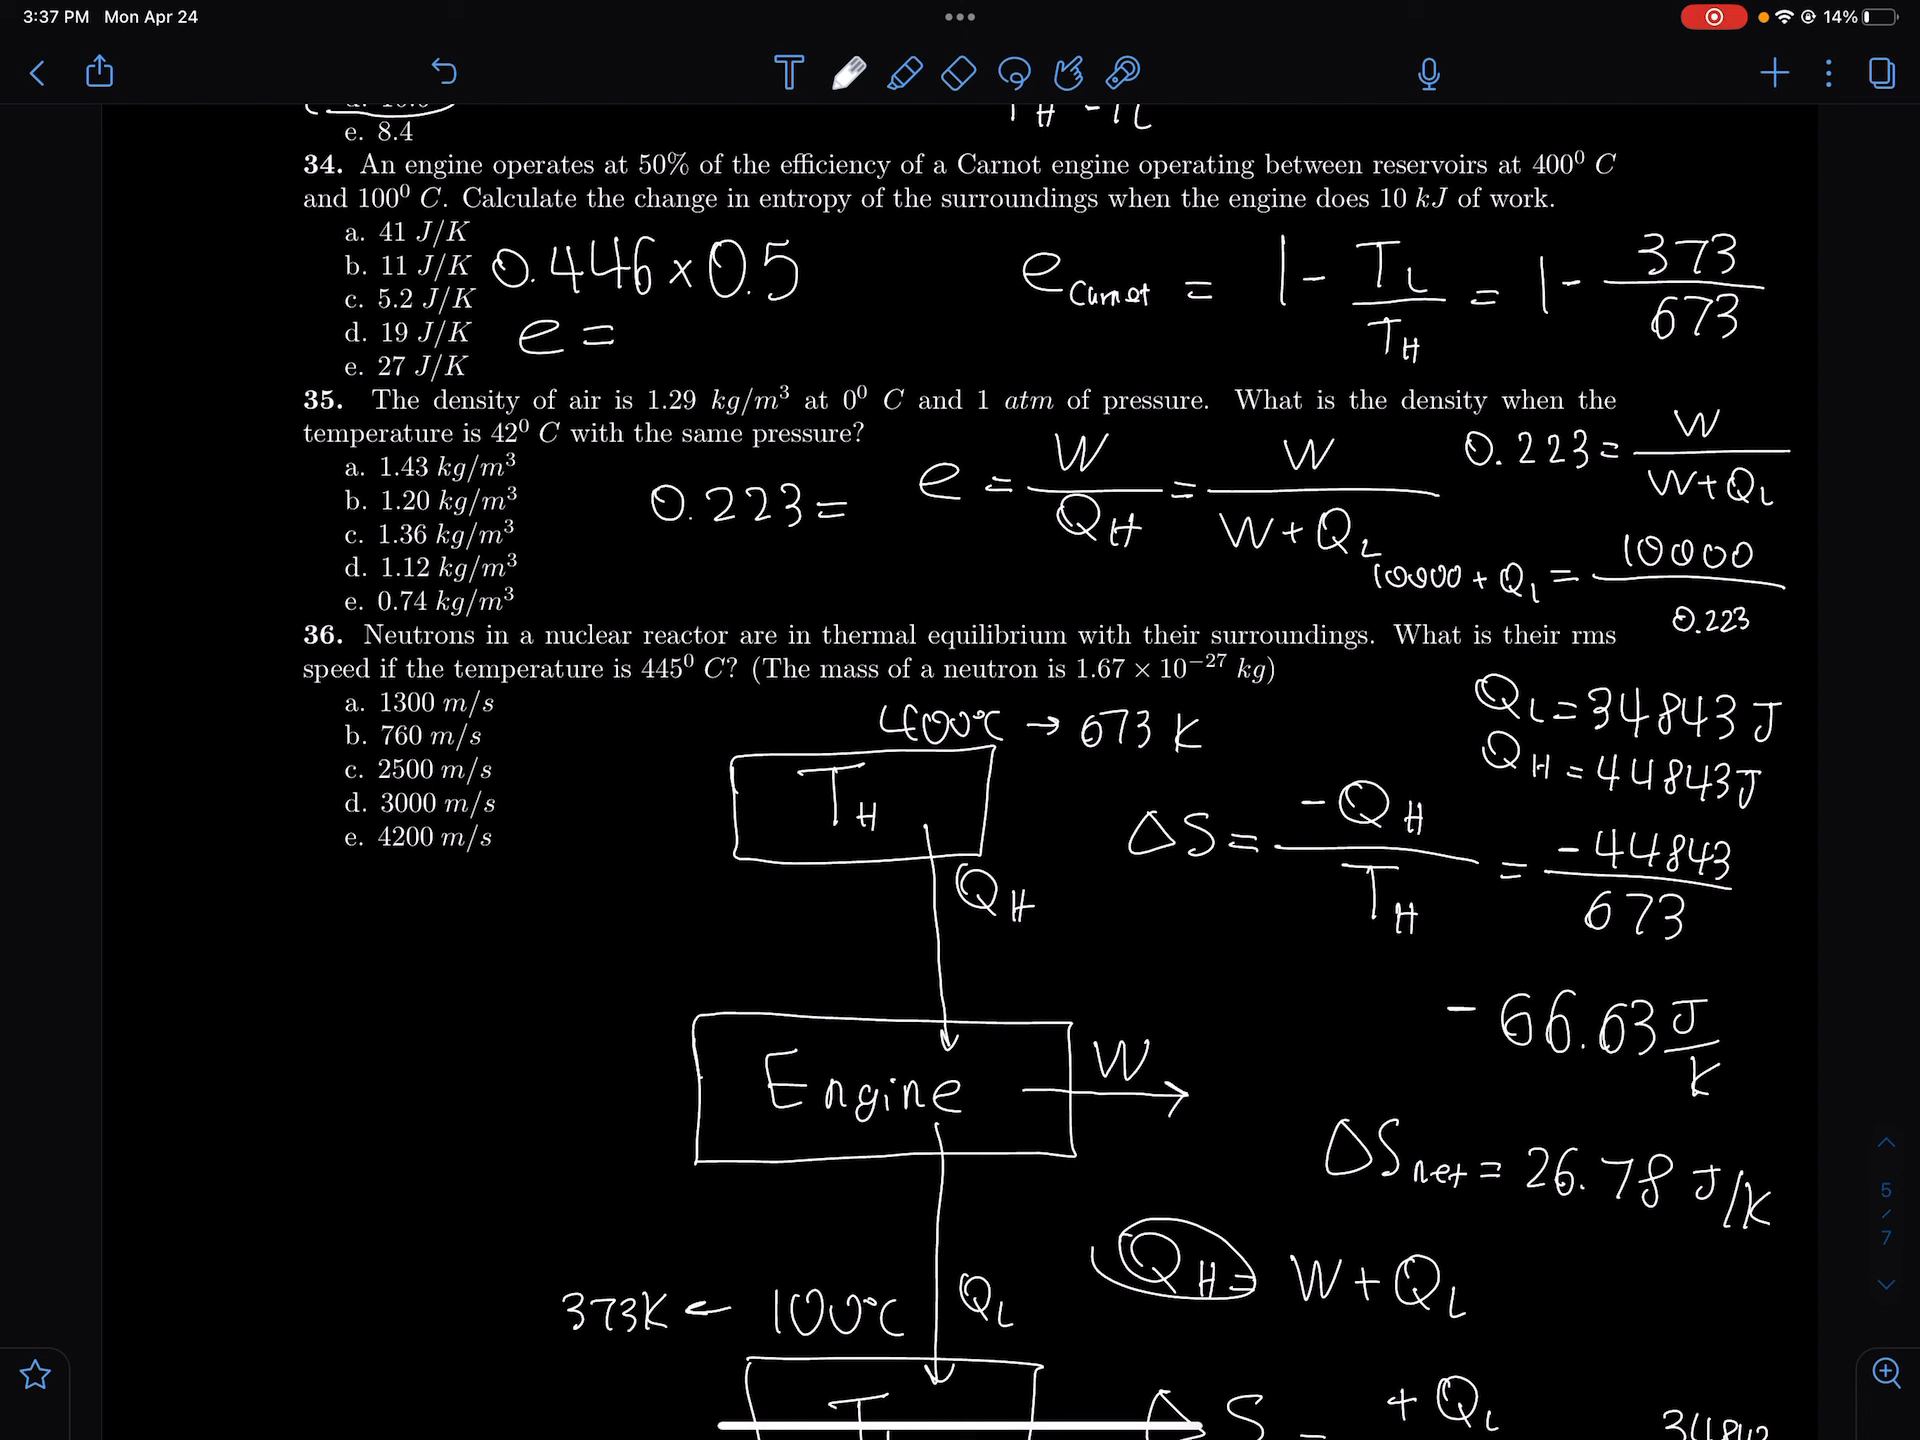 3:37 PM Mon Apr 24
14%
T_H - T_L
e. 8.4
34. An engine operates at 50% of the efficiency of a Carnot engine operating between reservoirs at 400⁰ C
and 100⁰ C. Calculate the change in entropy of the surroundings when the engine does 10 kJ of work.
a. 41 J/K
b. 11 J/K
c. 5.2 J/K
d. 19 J/K
e. 27 J/K
0.446 × 0.5
e =
e Carnot = 1 - T_L / T_H = 1 - 373 / 673
35. The density of air is 1.29 kg/m³ at 0⁰ C and 1 atm of pressure. What is the density when the
temperature is 42⁰ C with the same pressure?
a. 1.43 kg/m³
b. 1.20 kg/m³
c. 1.36 kg/m³
d. 1.12 kg/m³
e. 0.74 kg/m³
0.223 =
e = W / Q_H = W / W + Q_L
0.223 = W / W + Q_L
10000 + Q_L = 10000 / 0.223
36. Neutrons in a nuclear reactor are in thermal equilibrium with their surroundings. What is their rms
speed if the temperature is 445⁰ C? (The mass of a neutron is 1.67 × 10⁻²⁷ kg)
a. 1300 m/s
b. 760 m/s
c. 2500 m/s
d. 3000 m/s
e. 4200 m/s
400°C → 673 K
Q_L = 34843 J
Q_H = 44843 J
T_H
ΔS = -Q_H / T_H = -44843 / 673
Q_H
-66.63 J/K
Engine
W
ΔS net = 26.78 J/K
Q_H = W + Q_L
373K ← 100°C
Q_L
T
ΔS = +Q_L
5
/
7